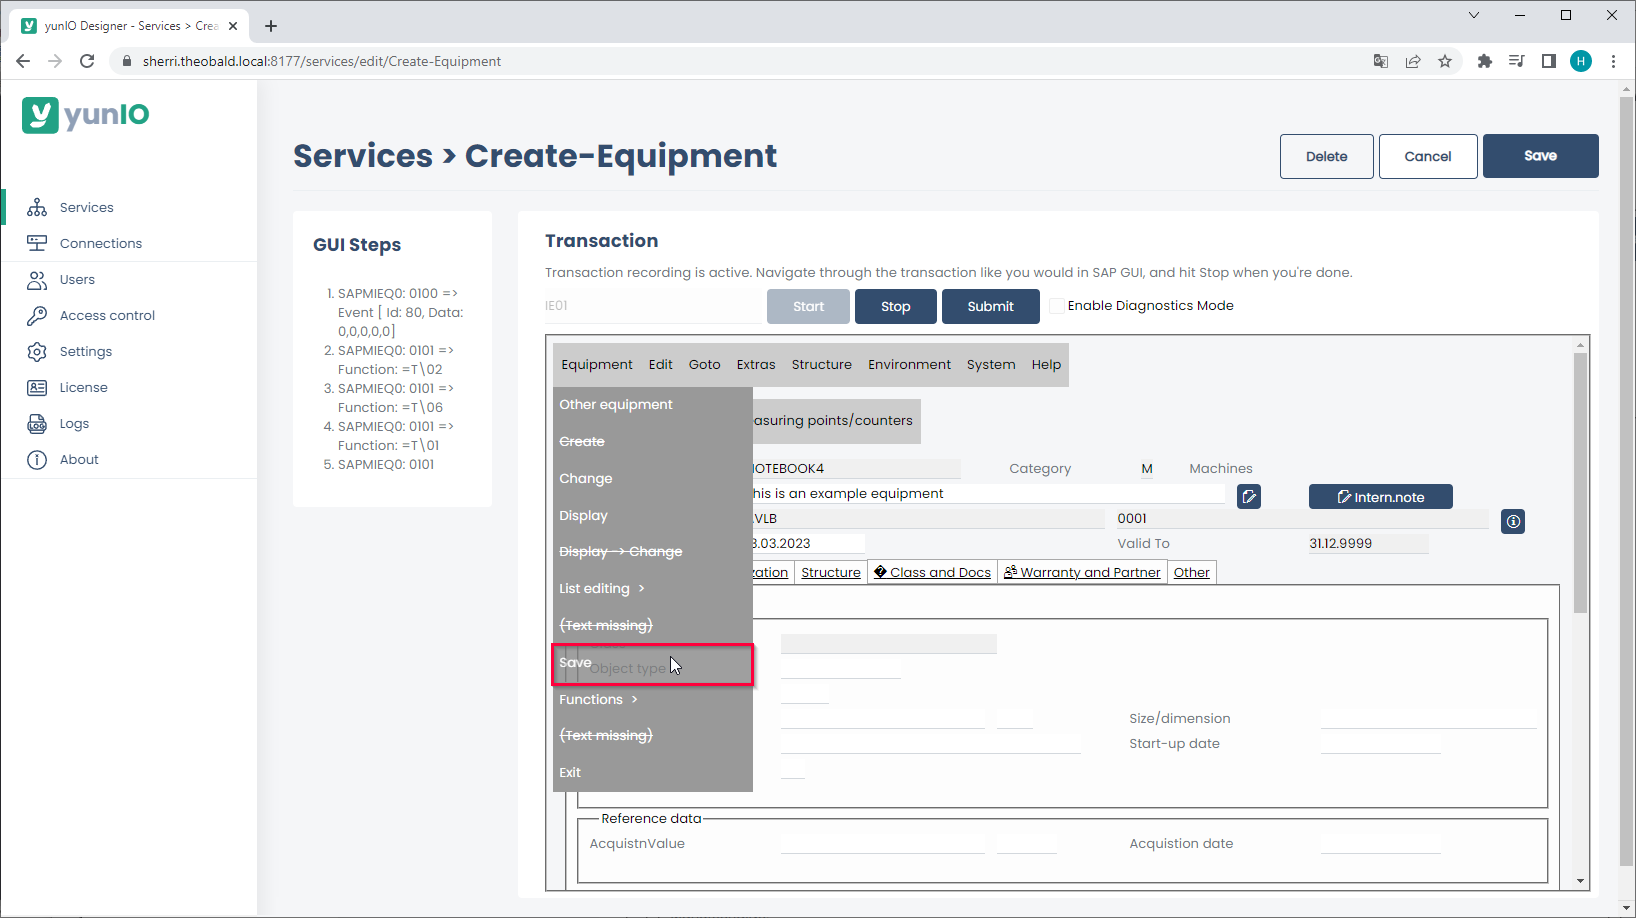 yunIO Designer - Services > Crea
sherri.theobald.local:8177/services/edit/Create-Equipment
H
yunIO
Services
Connections
Users
Access control
Settings
License
Logs
About
Services > Create-Equipment
Delete
Cancel
Save
GUI Steps
1. SAPMIEQ0: 0100 =>
Event [ Id: 80, Data:
0,0,0,0,0]
2. SAPMIEQ0: 0101 =>
Function: =T\02
3. SAPMIEQ0: 0101 =>
Function: =T\06
4. SAPMIEQ0: 0101 =>
Function: =T\01
5. SAPMIEQ0: 0101
Transaction
Transaction recording is active. Navigate through the transaction like you would in SAP GUI, and hit Stop when you're done.
IE01
Start
Stop
Submit
Enable Diagnostics Mode
Equipment Edit Goto Extras Structure Environment System Help
Other equipment
Create
Change
Display
Display -> Change
List editing >
(Text missing)
Save
Object type
Functions >
(Text missing)
Exit
asuring points/counters
OTEBOOK4 Category M Machines
his is an example equipment Intern.note
VLB 0001
3.03.2023 Valid To 31.12.9999
zation Structure Class and Docs Warranty and Partner Other
Size/dimension
Start-up date
Reference data
AcquistnValue Acquistion date